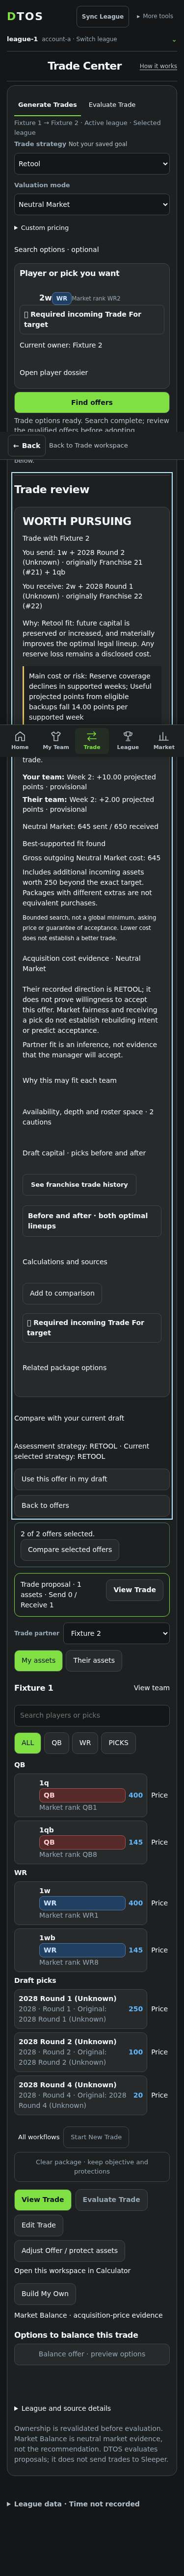 DTOS
Sync League
▸ More tools
league-1 account-a · Switch league
Trade Center
How it works
Generate Trades
Evaluate Trade
Fixture 1 → Fixture 2 · Active league · Selected
league
Trade strategy Not your saved goal
Retool
Valuation mode
Neutral Market
▸ Custom pricing
Search options · optional
Player or pick you want
2w WR Market rank WR2
Required incoming Trade For
target
Current owner: Fixture 2
Open player dossier
Find offers
Trade options ready. Search complete; review
the qualified offers before adopting
← Back
Back to Trade workspace
below.
Trade review
WORTH PURSUING
Trade with Fixture 2
You send: 1w + 2028 Round 2
(Unknown) · originally Franchise 21
(#21) + 1qb
You receive: 2w + 2028 Round 1
(Unknown) · originally Franchise 22
(#22)
Why: Retool fit: future capital is
preserved or increased, and materially
improves the optimal legal lineup. Any
reserve loss remains a disclosed cost.
Main cost or risk: Reserve coverage
declines in supported weeks; Useful
projected points from eligible
backups fall 14.00 points per
supported week
Home
My Team
Trade
League
Market
trade.
Your team: Week 2: +10.00 projected
points · provisional
Their team: Week 2: +2.00 projected
points · provisional
Neutral Market: 645 sent / 650 received
Best-supported fit found
Gross outgoing Neutral Market cost: 645
Includes additional incoming assets
worth 250 beyond the exact target.
Packages with different extras are not
equivalent purchases.
Bounded search, not a global minimum, asking
price or guarantee of acceptance. Lower cost
does not establish a better trade.
Acquisition cost evidence · Neutral
Market
Their recorded direction is RETOOL; it
does not prove willingness to accept
this offer. Market fairness and receiving
a pick do not establish rebuilding intent
or predict acceptance.
Partner fit is an inference, not evidence
that the manager will accept.
Why this may fit each team
Availability, depth and roster space · 2
cautions
Draft capital · picks before and after
See franchise trade history
Before and after · both optimal
lineups
Calculations and sources
Add to comparison
Required incoming Trade For
target
Related package options
Compare with your current draft
Assessment strategy: RETOOL · Current
selected strategy: RETOOL
Use this offer in my draft
Back to offers
2 of 2 offers selected.
Compare selected offers
Trade proposal · 1
assets · Send 0 /
Receive 1
View Trade
Trade partner
Fixture 2
My assets
Their assets
Fixture 1
View team
Search players or picks
ALL
QB
WR
PICKS
QB
1q
QB
400
Price
Market rank QB1
1qb
QB
145
Price
Market rank QB8
WR
1w
WR
400
Price
Market rank WR1
1wb
WR
145
Price
Market rank WR8
Draft picks
2028 Round 1 (Unknown)
2028 · Round 1 · Original:
2028 Round 1 (Unknown)
250
Price
2028 Round 2 (Unknown)
2028 · Round 2 · Original:
2028 Round 2 (Unknown)
100
Price
2028 Round 4 (Unknown)
2028 · Round 4 · Original: 2028
Round 4 (Unknown)
20
Price
All workflows
Start New Trade
Clear package · keep objective and
protections
View Trade
Evaluate Trade
Edit Trade
Adjust Offer / protect assets
Open this workspace in Calculator
Build My Own
Market Balance · acquisition-price evidence
Options to balance this trade
Balance offer · preview options
▸ League and source details
Ownership is revalidated before evaluation.
Market Balance is neutral market evidence,
not the recommendation. DTOS evaluates
proposals; it does not send trades to Sleeper.
▸ League data · Time not recorded